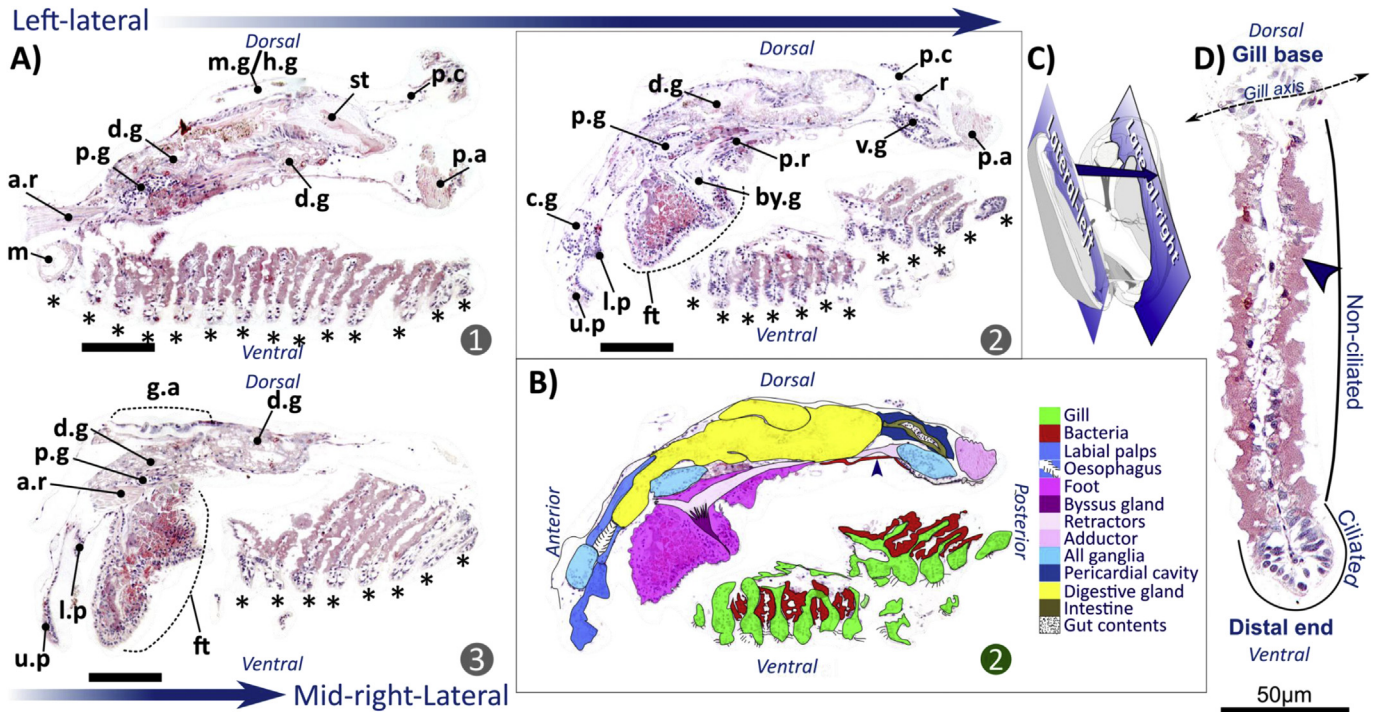 Left-lateral
A)
Dorsal
m.g/h.g
st
p.c
d.g
p.g
a.r
d.g
p.a
m
* * * * * * * * * * * *
Ventral
1
Dorsal
d.g
p.c
r
p.g
v.g
p.r
p.a
c.g
by.g
l.p
u.p
ft
* * * *
* * * * * *
Ventral
2
Dorsal
g.a
d.g
d.g
p.g
a.r
l.p
u.p
ft
* * * * * * * *
Ventral
3
Mid-right-Lateral
B)
Dorsal
Anterior
Posterior
Ventral
2
Gill
Bacteria
Labial palps
Oesophagus
Foot
Byssus gland
Retractors
Adductor
All ganglia
Pericardial cavity
Digestive gland
Intestine
Gut contents
C)
Lateral-left
Lateral right
D)
Dorsal
Gill base
Gill axis
Non-ciliated
Ciliated
Distal end
Ventral
50µm